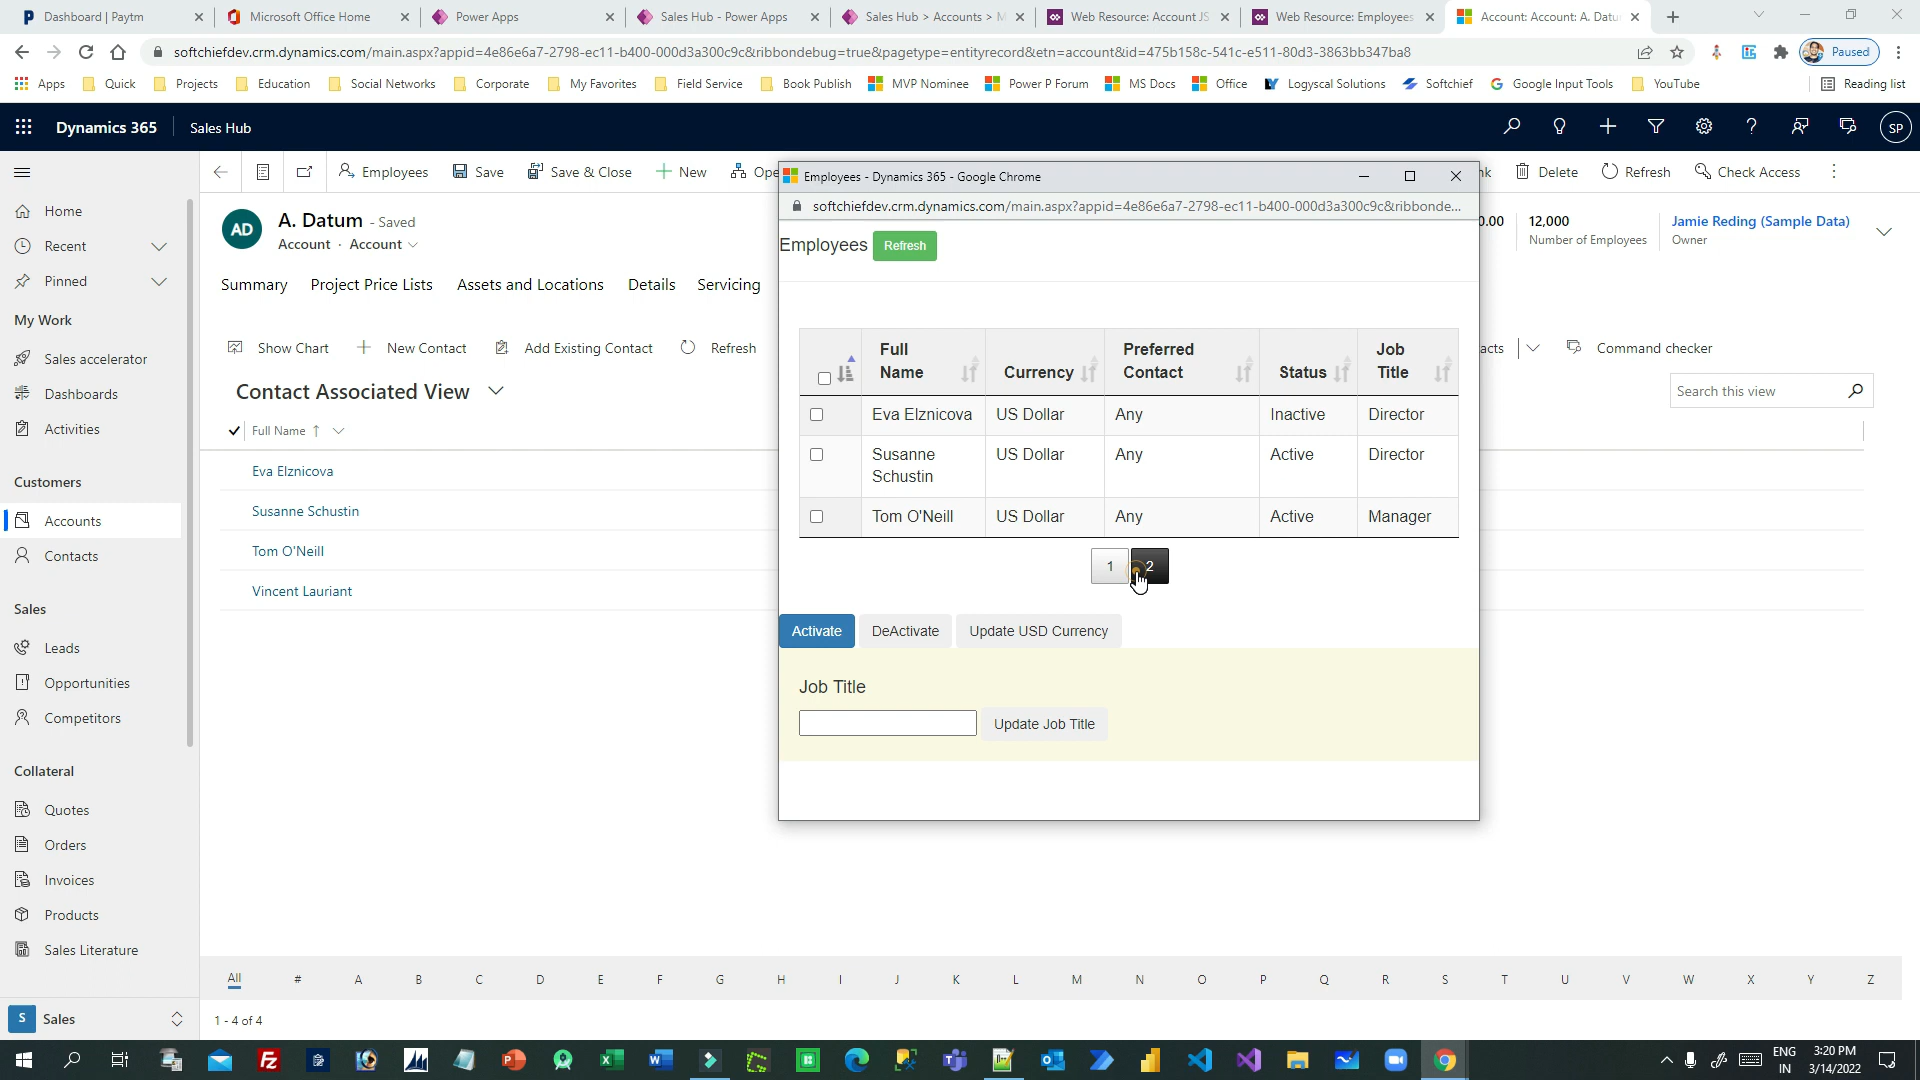 Dashboard | Paytm
Microsoft Office Home
Power Apps
Sales Hub - Power Apps
Sales Hub > Accounts > M
Web Resource: Account JS
Web Resource: Employees
Account: Account: A. Datu
softchiefdev.crm.dynamics.com/main.aspx?appid=4e86e6a7-2798-ec11-b400-000d3a300c9c&ribbondebug=true&pagetype=entityrecord&etn=account&id=475b158c-541c-e511-80d3-3863bb347ba8
Paused
Apps Quick Projects Education Social Networks Corporate My Favorites Field Service Book Publish MVP Nominee Power P Forum MS Docs Office Logyscal Solutions Softchief Google Input Tools YouTube Reading list
Dynamics 365 Sales Hub SP
Employees Save Save & Close New Ope
nk Delete Refresh Check Access
Employees - Dynamics 365 - Google Chrome
softchiefdev.crm.dynamics.com/main.aspx?appid=4e86e6a7-2798-ec11-b400-000d3a300c9c&ribbonde...
Employees Refresh
Full Name Currency Preferred Contact Status Job Title
Eva Elznicova US Dollar Any Inactive Director
Susanne Schustin US Dollar Any Active Director
Tom O'Neill US Dollar Any Active Manager
1 2
Activate DeActivate Update USD Currency
Job Title
Update Job Title
Home
Recent
Pinned
My Work
Sales accelerator
Dashboards
Activities
Customers
Accounts
Contacts
Sales
Leads
Opportunities
Competitors
Collateral
Quotes
Orders
Invoices
Products
Sales Literature
S Sales
AD
A. Datum - Saved
Account · Account
0.00
12,000
Number of Employees
Jamie Reding (Sample Data)
Owner
Summary Project Price Lists Assets and Locations Details Servicing
Show Chart New Contact Add Existing Contact Refresh
acts Command checker
Contact Associated View
Search this view
Full Name ↑
Eva Elznicova
Susanne Schustin
Tom O'Neill
Vincent Lauriant
All # A B C D E F G H I J K L M N O P Q R S T U V W X Y Z
1 - 4 of 4
ENG
IN
3:20 PM
3/14/2022